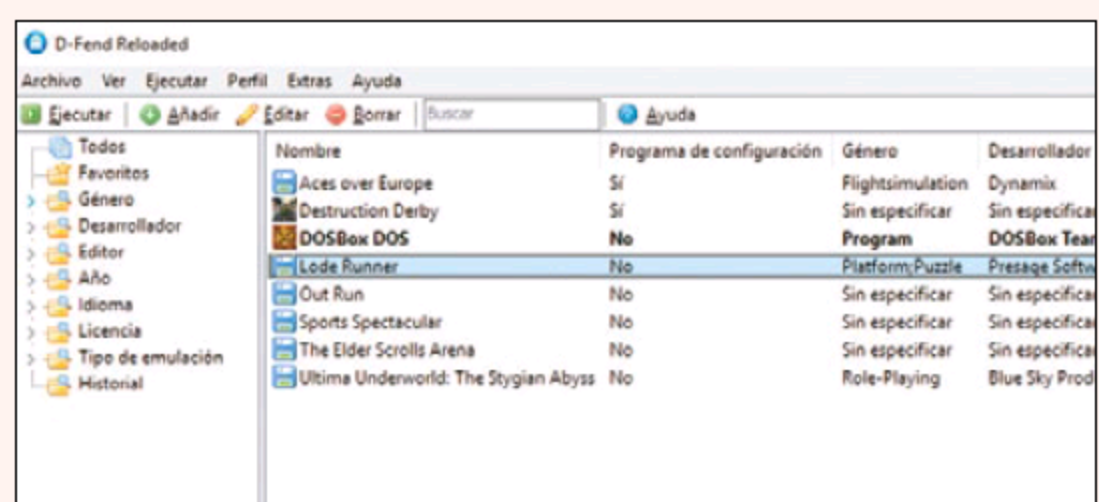 D-Fend Reloaded
Archivo Ver Ejecutar Perfil Extras Ayuda
Ejecutar Añadir Editar Borrar Buscar Ayuda
Todos
Favoritos
Género
Desarrollador
Editor
Año
Idioma
Licencia
Tipo de emulación
Historial
Nombre Programa de configuración Género Desarrollador
Aces over Europe Sí Flightsimulation Dynamix
Destruction Derby Sí Sin especificar Sin especifica
DOSBox DOS No Program DOSBox Tear
Lode Runner No Platform;Puzzle Presage Softw
Out Run No Sin especificar Sin especifica
Sports Spectacular No Sin especificar Sin especifica
The Elder Scrolls Arena No Sin especificar Sin especifica
Ultima Underworld: The Stygian Abyss No Role-Playing Blue Sky Prod